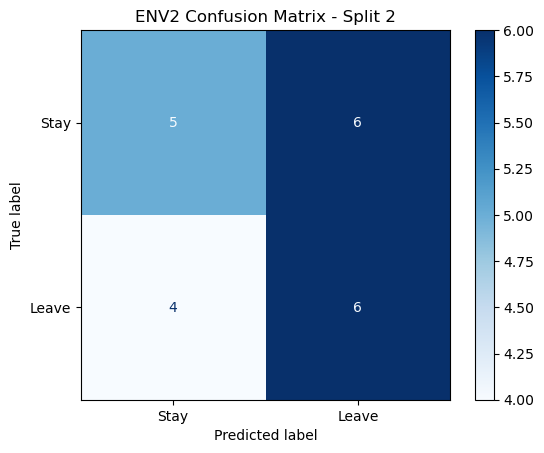 ENV2 Confusion Matrix - Split 2
True label
Stay
Leave
5
6
4
6
Stay
Leave
Predicted label
6.00
5.75
5.50
5.25
5.00
4.75
4.50
4.25
4.00